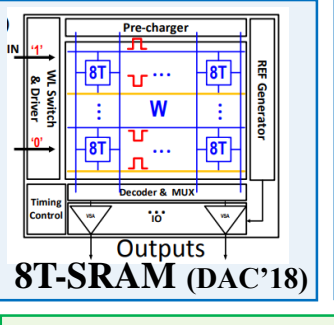 )
Pre-charger
IN
'1'
WL Switch
& Driver
8T
...
8T
REF Generator
⋮
W
⋮
'0'
8T
...
8T
Timing
Control
Decoder & MUX
VSA
...
IO
VSA
Outputs
8T-SRAM (DAC'18)